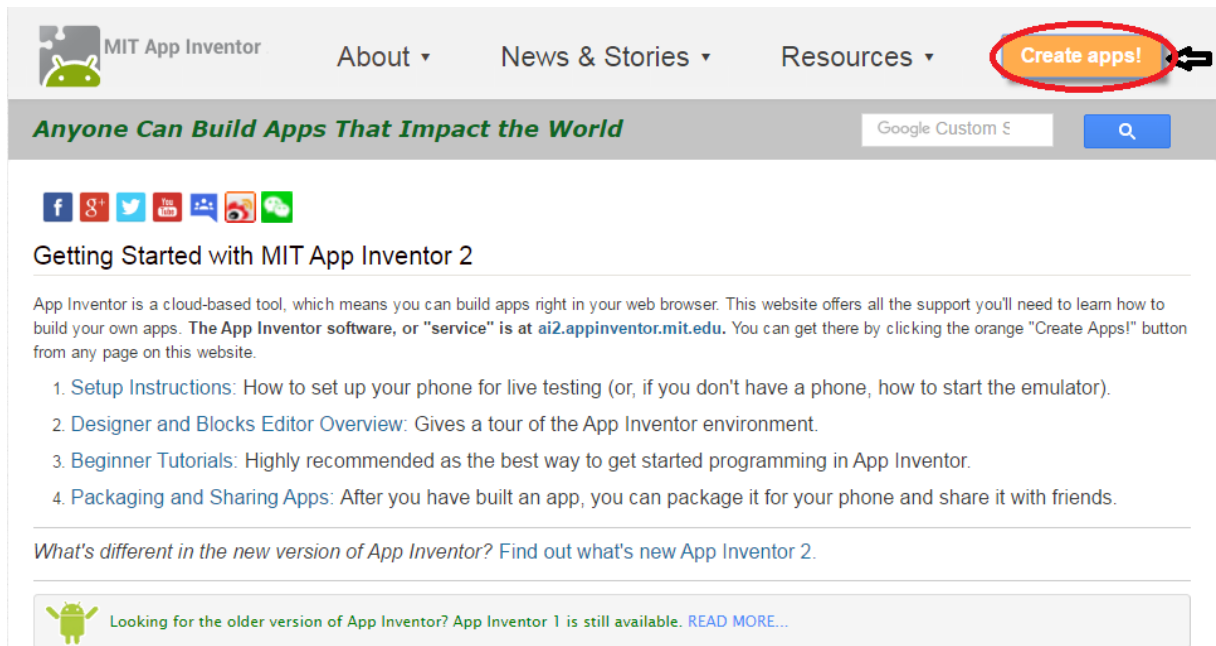 MIT App Inventor
About ▾ News & Stories ▾ Resources ▾ Create apps!
Anyone Can Build Apps That Impact the World
Google Custom S
f g+ You Tube
Getting Started with MIT App Inventor 2
App Inventor is a cloud-based tool, which means you can build apps right in your web browser. This website offers all the support you'll need to learn how to
build your own apps. The App Inventor software, or "service" is at ai2.appinventor.mit.edu. You can get there by clicking the orange "Create Apps!" button
from any page on this website.
1. Setup Instructions: How to set up your phone for live testing (or, if you don't have a phone, how to start the emulator).
2. Designer and Blocks Editor Overview: Gives a tour of the App Inventor environment.
3. Beginner Tutorials: Highly recommended as the best way to get started programming in App Inventor.
4. Packaging and Sharing Apps: After you have built an app, you can package it for your phone and share it with friends.
What's different in the new version of App Inventor? Find out what's new App Inventor 2.
Looking for the older version of App Inventor? App Inventor 1 is still available. READ MORE...